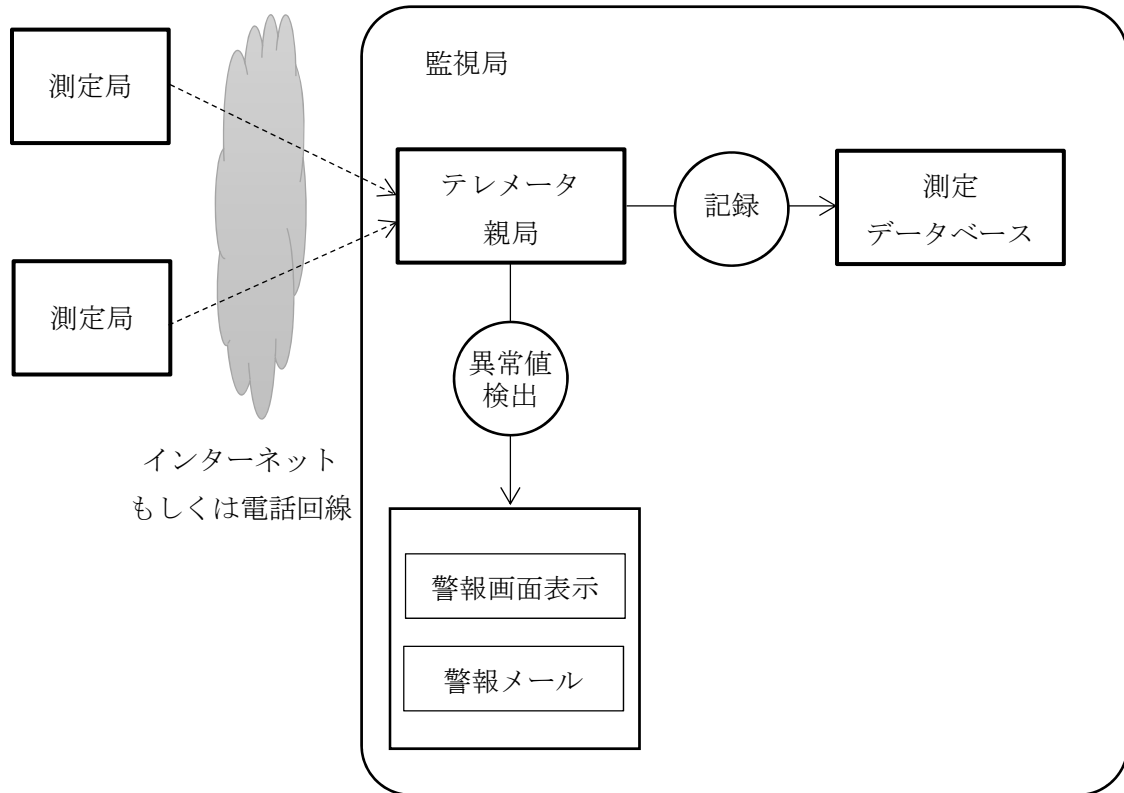 測定局
監視局
テレメータ
親局
記録
測定
データベース
測定局
異常値
検出
インターネット
もしくは電話回線
警報画面表示
警報メール